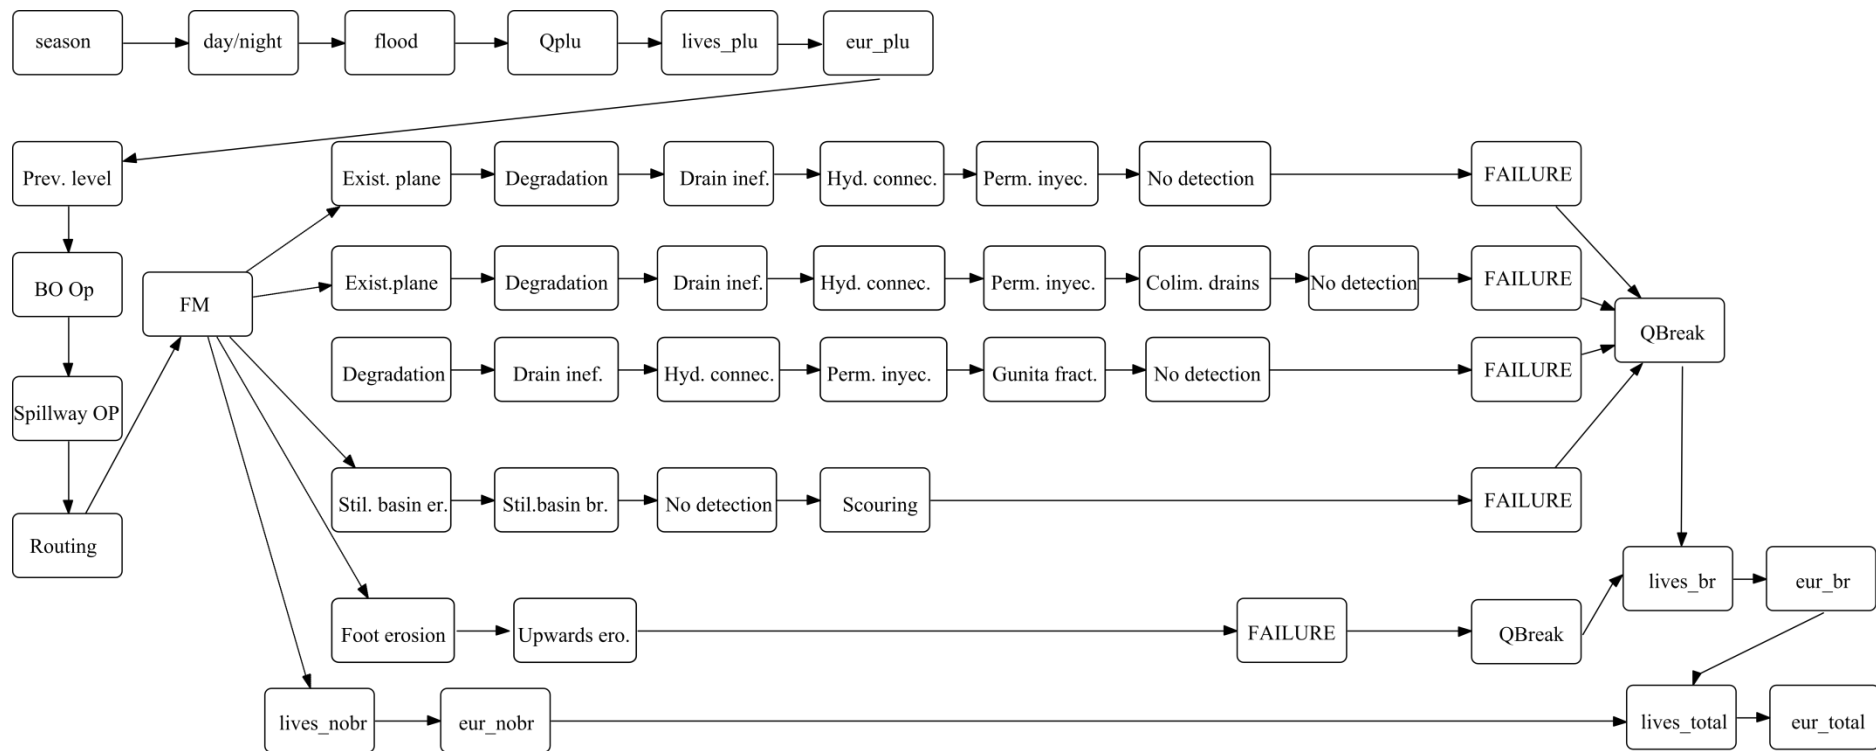 season
day/night
flood
Qplu
lives_plu
eur_plu
Prev. level
Exist. plane
Degradation
Drain inef.
Hyd. connec.
Perm. inyec.
No detection
FAILURE
BO Op
FM
Exist.plane
Degradation
Drain inef.
Hyd. connec.
Perm. inyec.
Colim. drains
No detection
FAILURE
QBreak
Degradation
Drain inef.
Hyd. connec.
Perm. inyec.
Gunita fract.
No detection
FAILURE
Spillway OP
Stil. basin er.
Stil.basin br.
No detection
Scouring
FAILURE
Routing
lives_br
eur_br
Foot erosion
Upwards ero.
FAILURE
QBreak
lives_nobr
eur_nobr
lives_total
eur_total